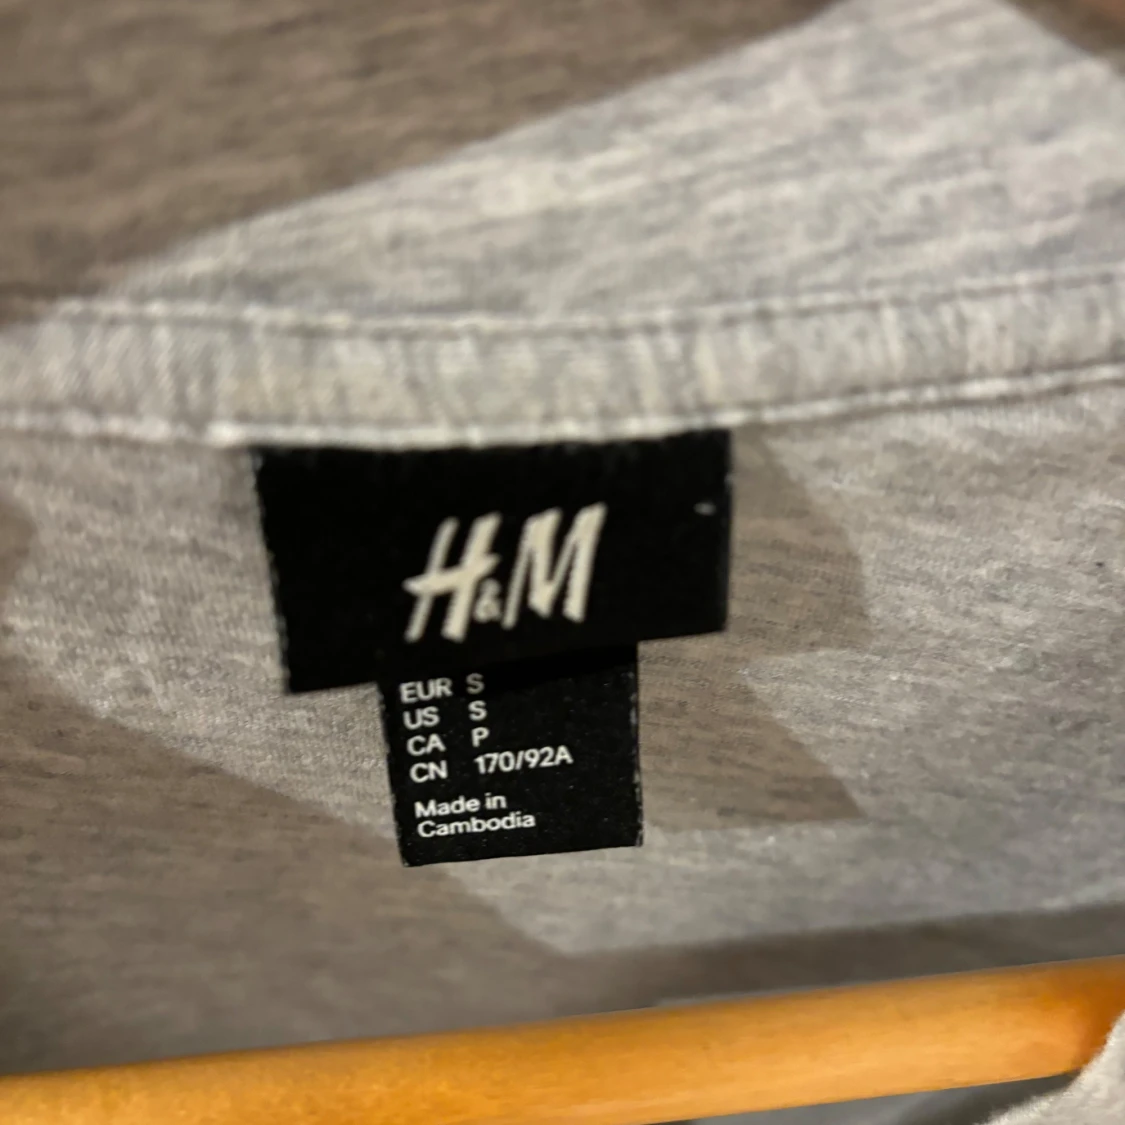 H&M
EUR S
US S
CA P
CN 170/92A
Made in
Cambodia